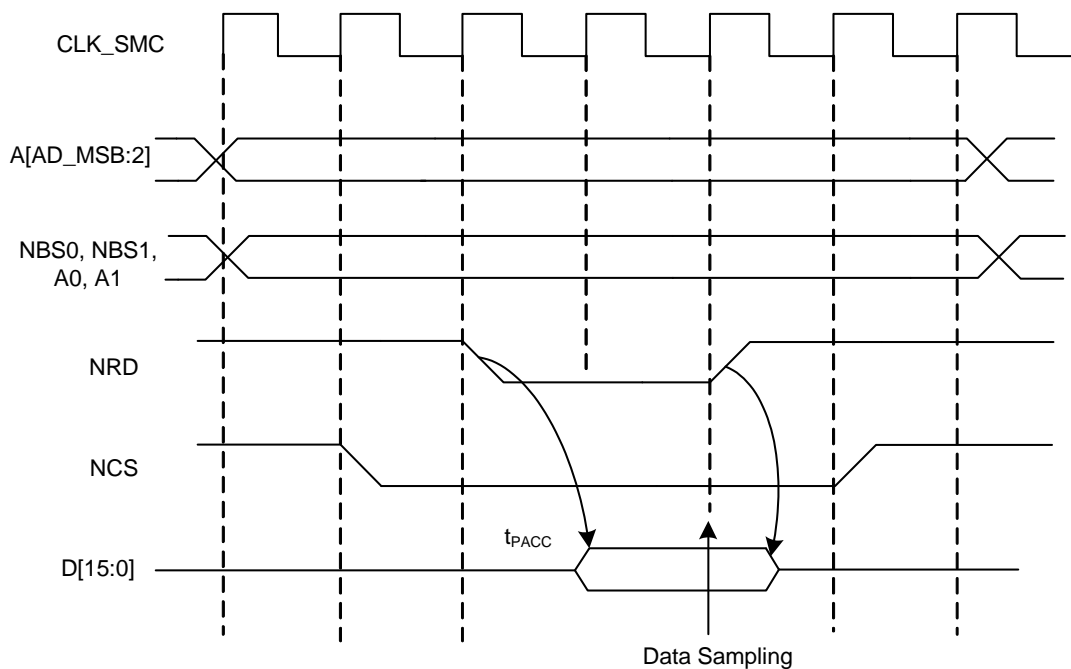 CLK_SMC
A[AD_MSB:2]
NBS0, NBS1,
A0, A1
NRD
NCS
tPACC
D[15:0]
Data Sampling